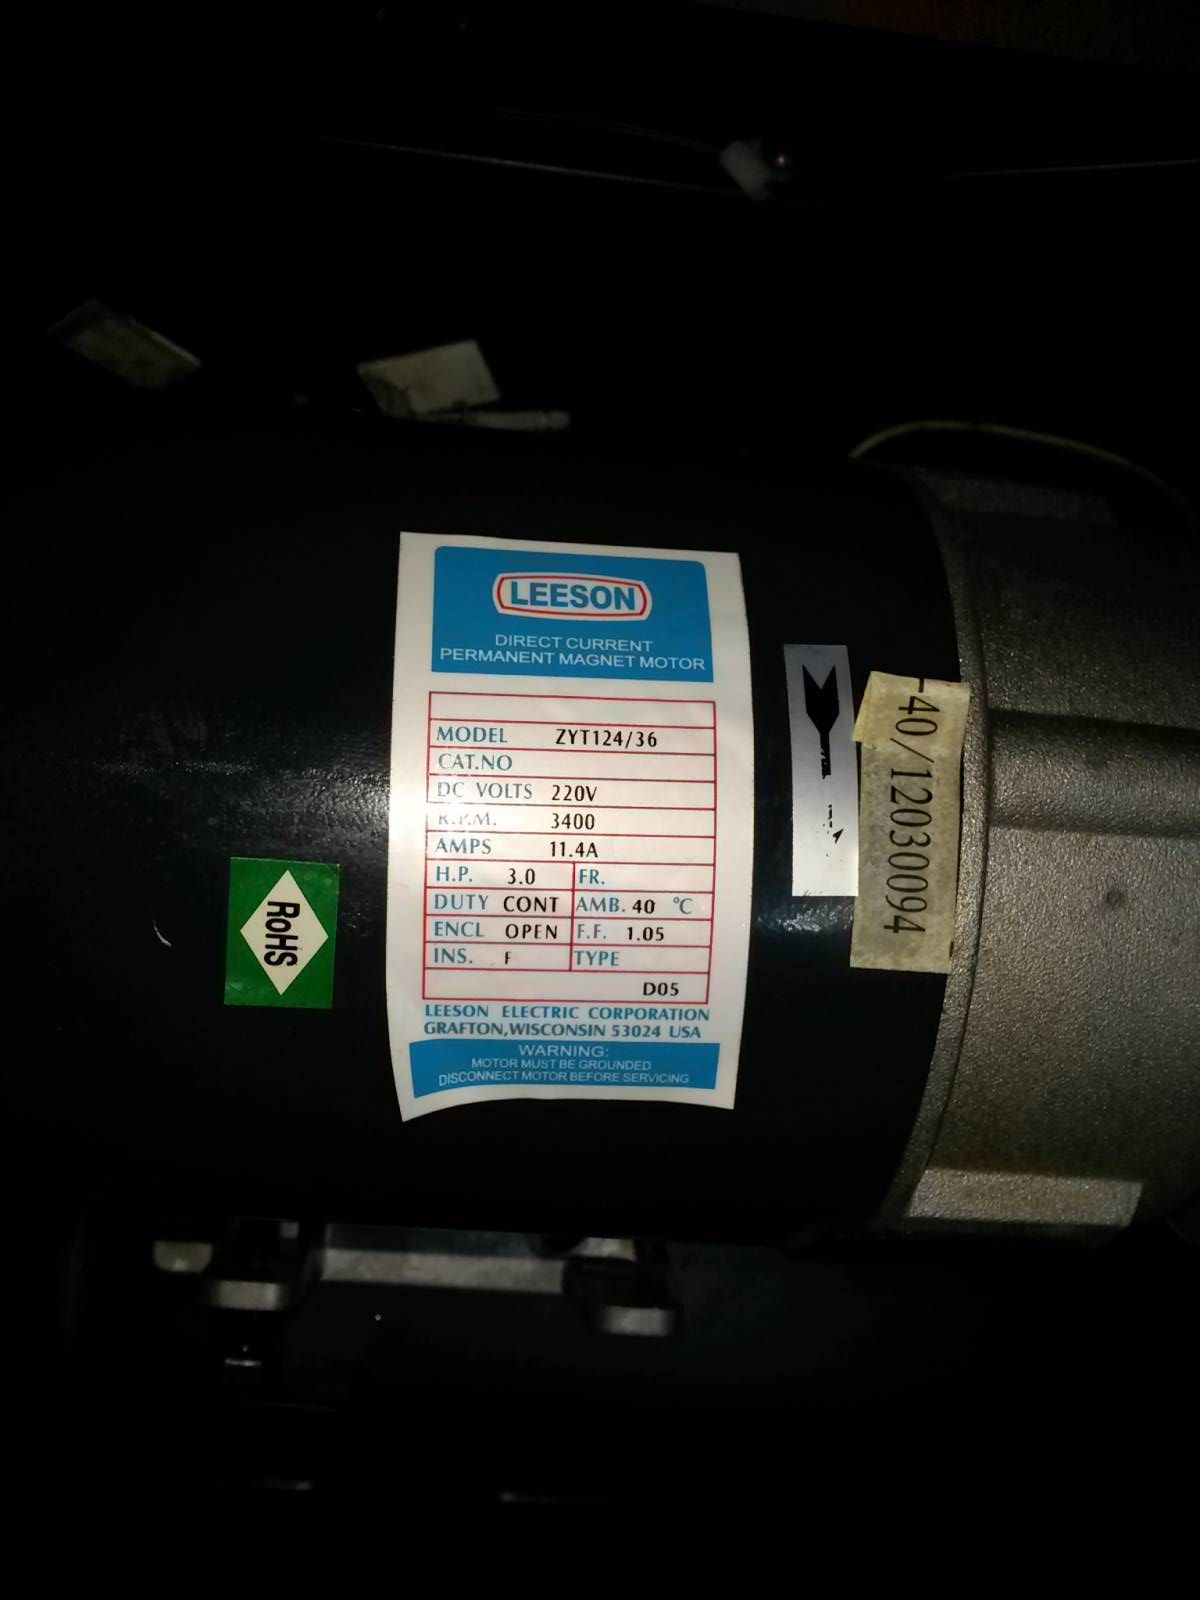 LEESON
DIRECT CURRENT
PERMANENT MAGNET MOTOR
MODEL ZYT124/36
CAT.NO
DC VOLTS 220V
R.P.M. 3400
AMPS 11.4A
H.P. 3.0 FR.
DUTY CONT AMB. 40 °C
ENCL OPEN F.F. 1.05
INS. F TYPE
D05
LEESON ELECTRIC CORPORATION
GRAFTON,WISCONSIN 53024 USA
WARNING:
MOTOR MUST BE GROUNDED
DISCONNECT MOTOR BEFORE SERVICING
RoHS
-40/120300094